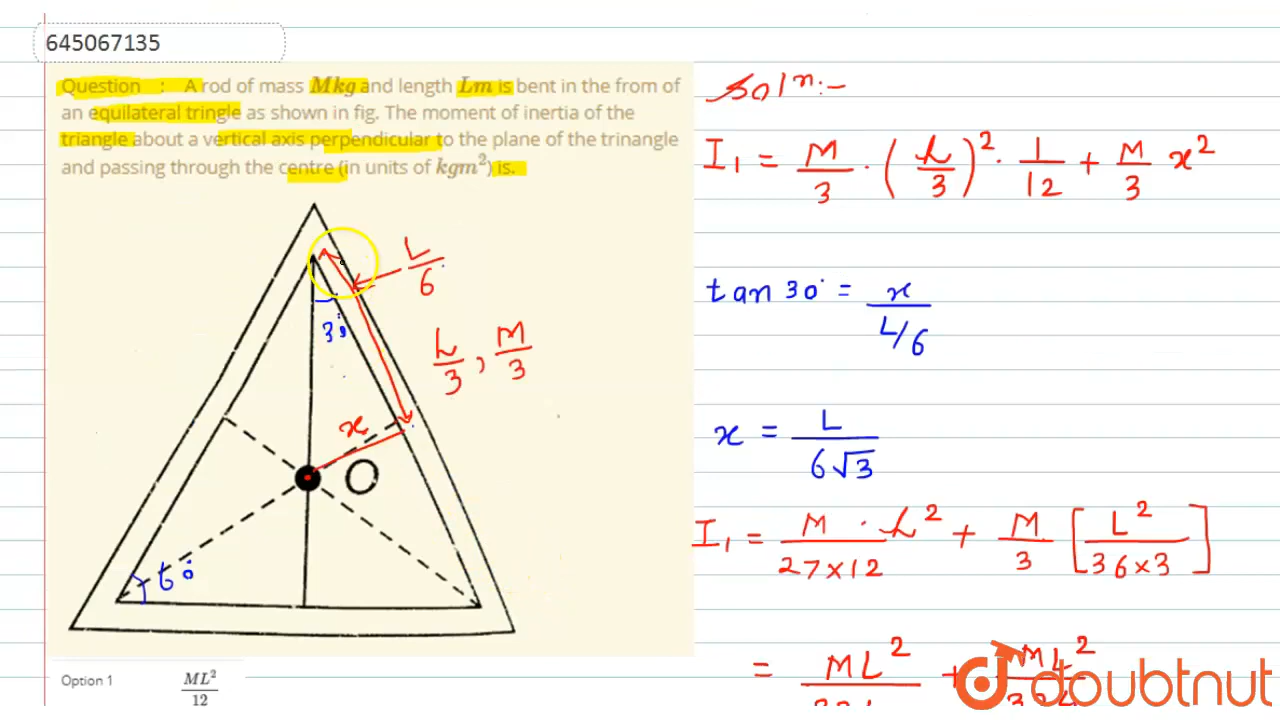 645067135
Question : A rod of mass M kg and length Lm is bent in the from of
an equilateral tringle as shown in fig. The moment of inertia of the
triangle about a vertical axis perpendicular to the plane of the trinangle
and passing through the centre (in units of kgm²) is.
L/6
30°
L/3 , M/3
x
O
60°
Option 1 ML²/12
Solⁿ:-
I₁ = M/3 · (L/3)² · 1/12 + M/3 x²
tan 30° = x/(L/6)
x = L/(6√3)
I₁ = M · L²/(27×12) + M/3 [L²/(36×3)]
= ML²/324 + ML²/324
doubtnut